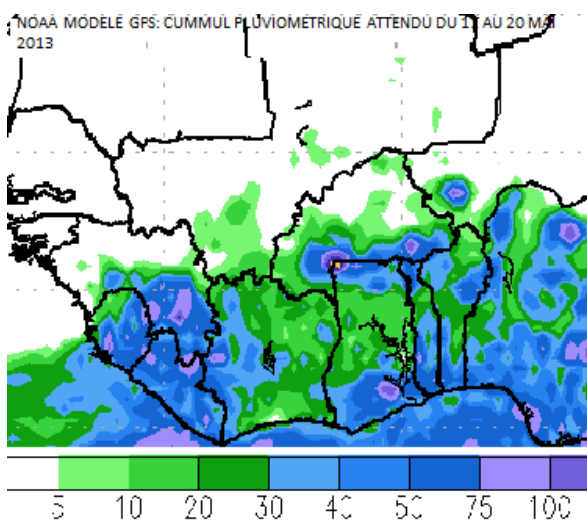 NOAA MODELE GPS: CUMMUL PLUVIOMETRIQUE ATTENDU DU AU 20 MAI
2013
5 10 20 30 40 50 75 100